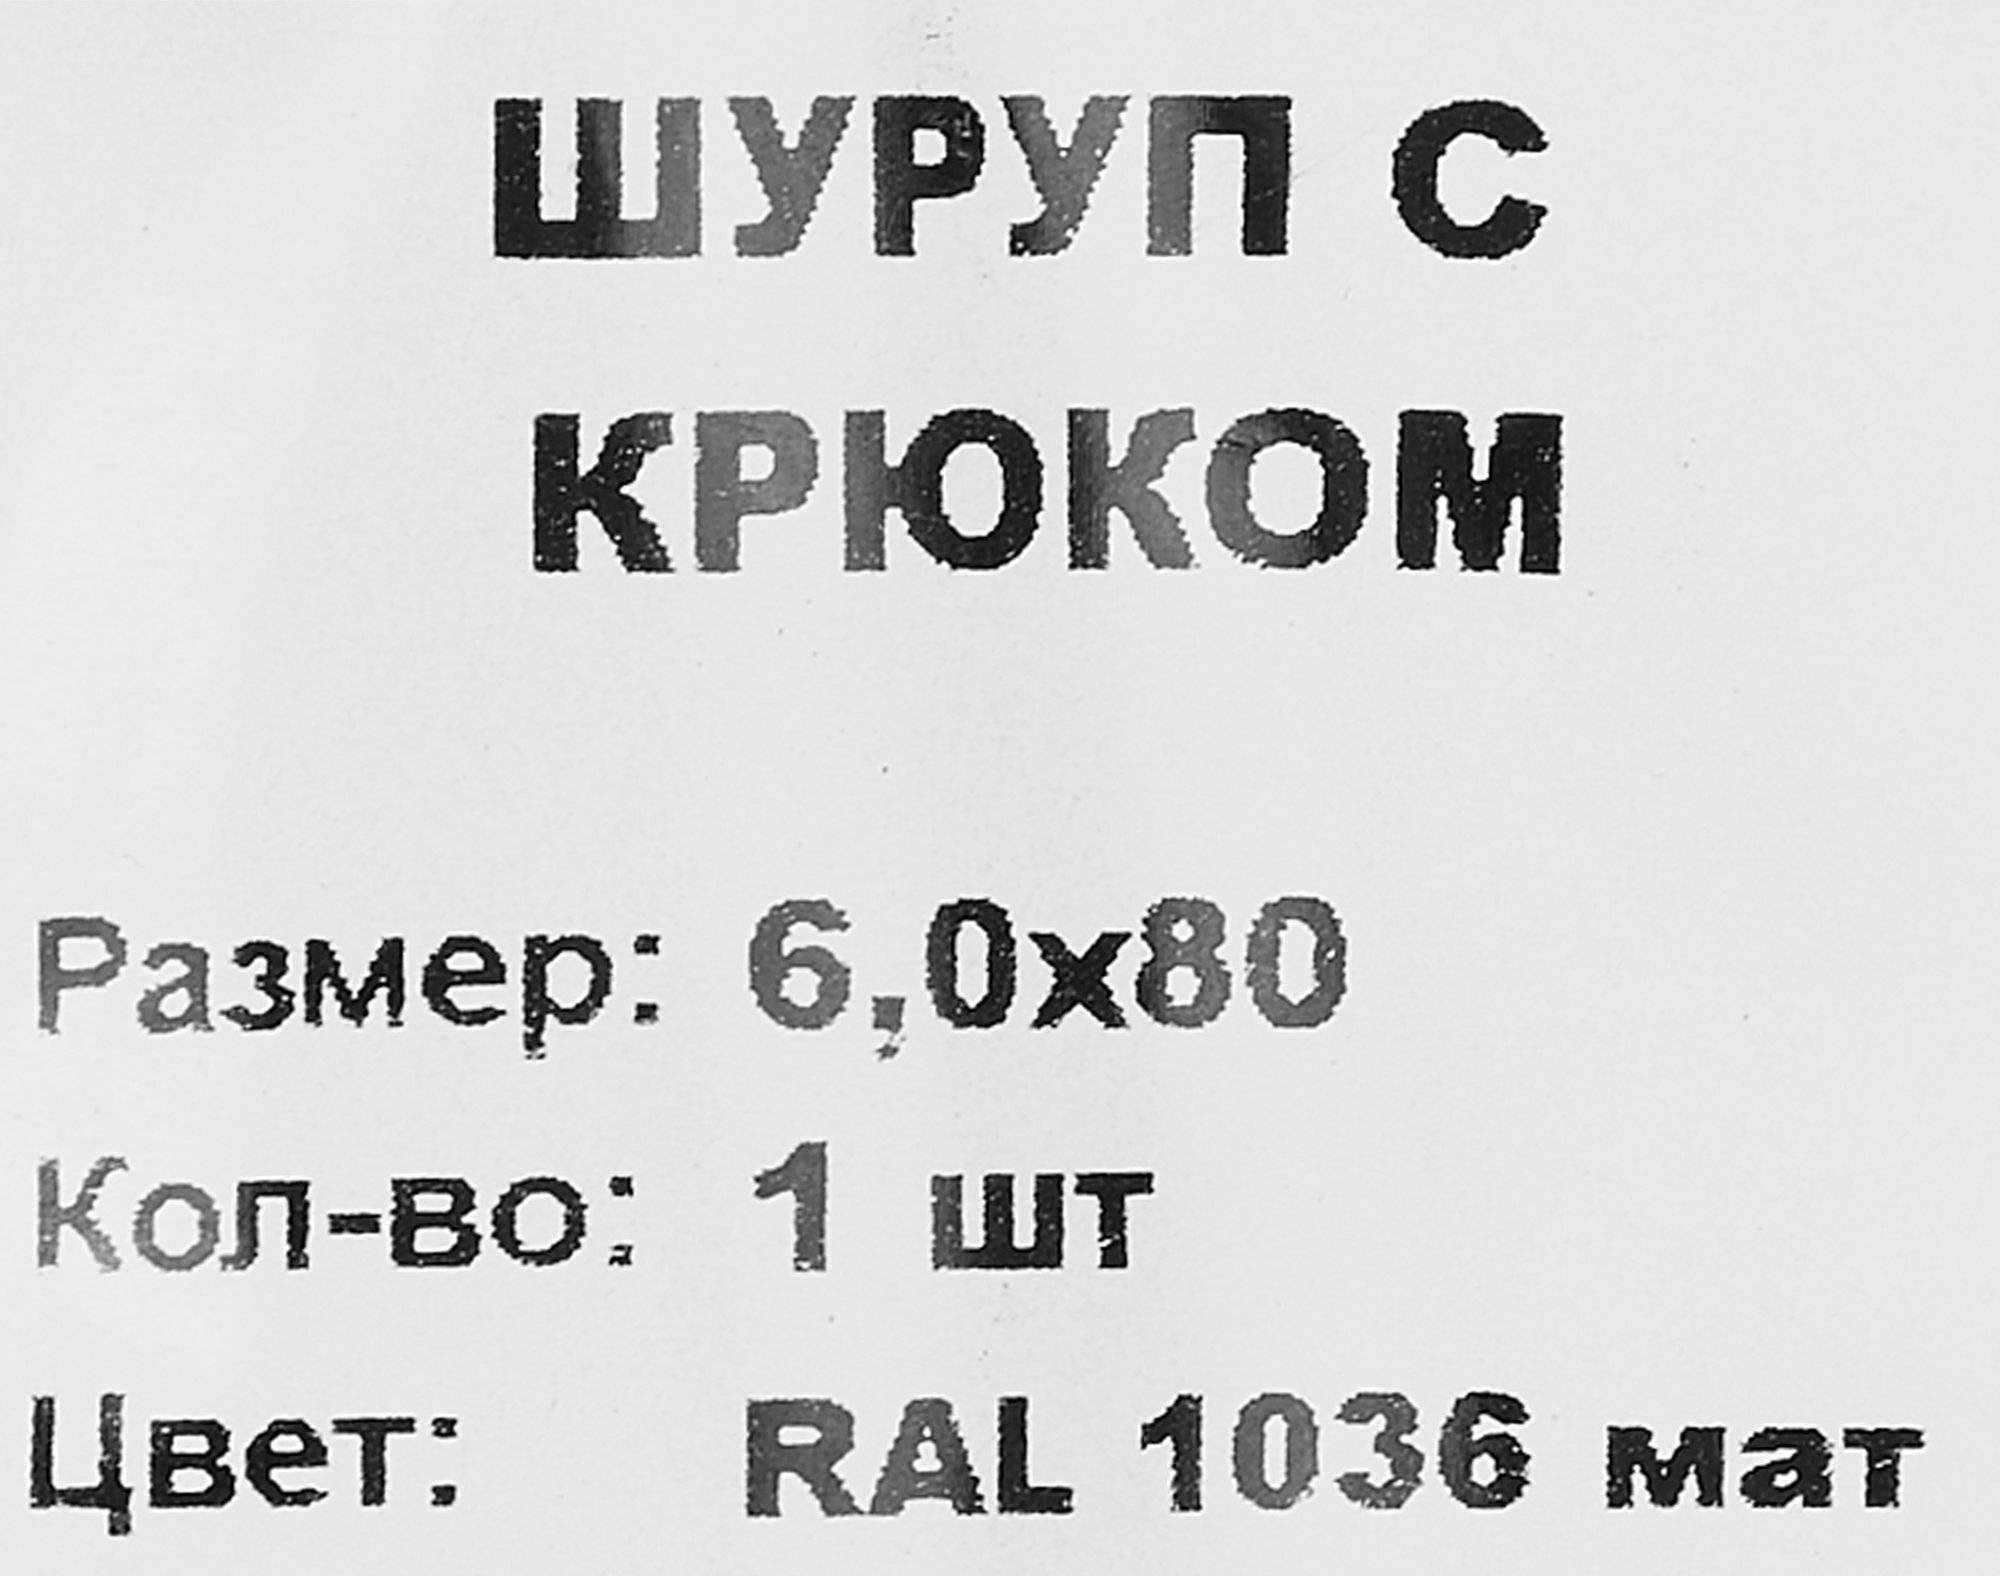 ШУРУП С
КРЮКОМ
Размер: 6,0х80
Кол-во: 1 шт
Цвет: RAL 1036 мат